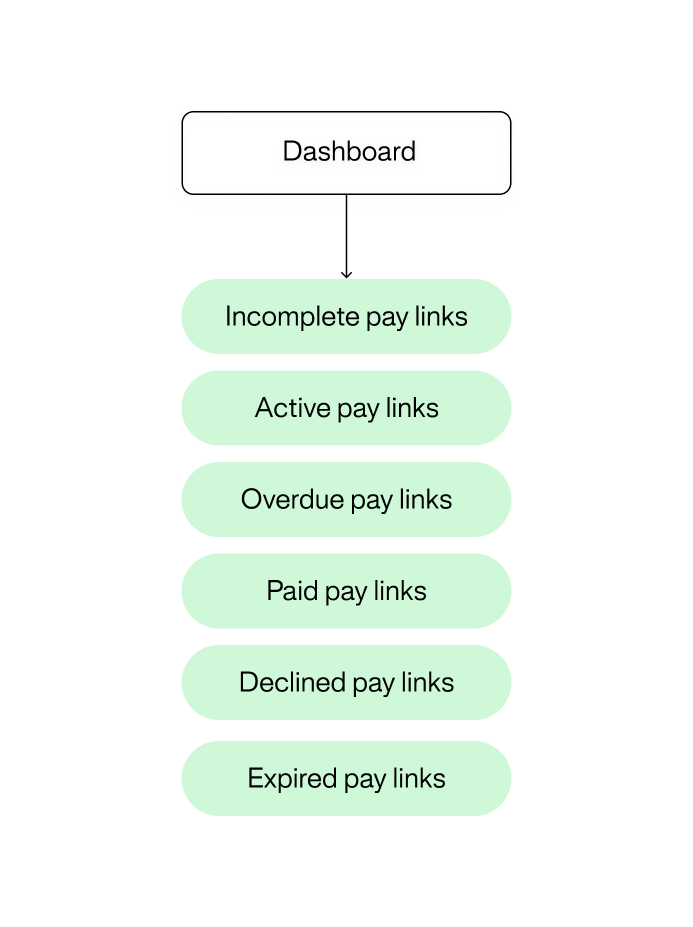 Dashboard
Incomplete pay links
Active pay links
Overdue pay links
Paid pay links
Declined pay links
Expired pay links